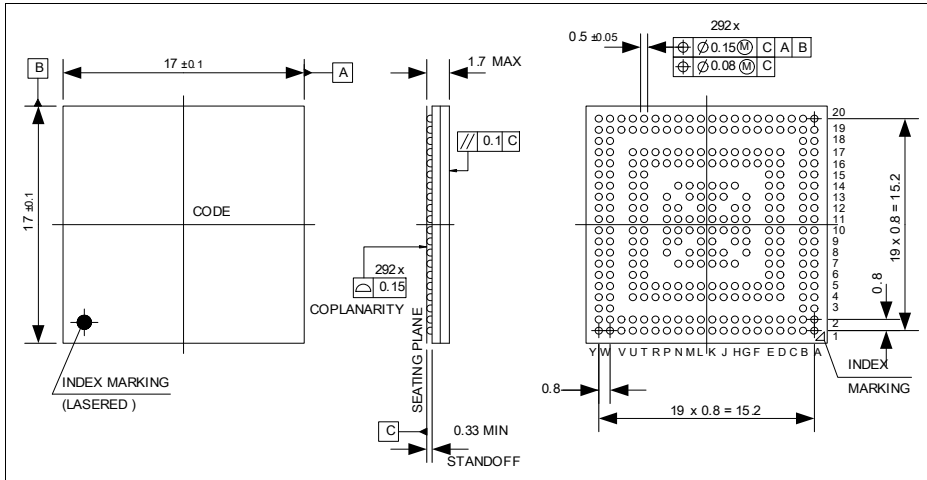 B
17 ±0.1
A
17 ±0.1
CODE
INDEX MARKING
(LASERED )
1.7 MAX
// 0.1 C
292 x
⌓ 0.15
COPLANARITY
SEATING PLANE
C
0.33 MIN
STANDOFF
0.5 ±0.05
292 x
⌖ ∅ 0.15 Ⓜ C A B
⌖ ∅ 0.08 Ⓜ C
20
19
18
17
16
15
14
13
12
11
10
9
8
7
6
5
4
3
2
1
19 x 0.8 = 15.2
0.8
Y W V U T R P N M L K J H G F E D C B A
INDEX
MARKING
0.8
19 x 0.8 = 15.2